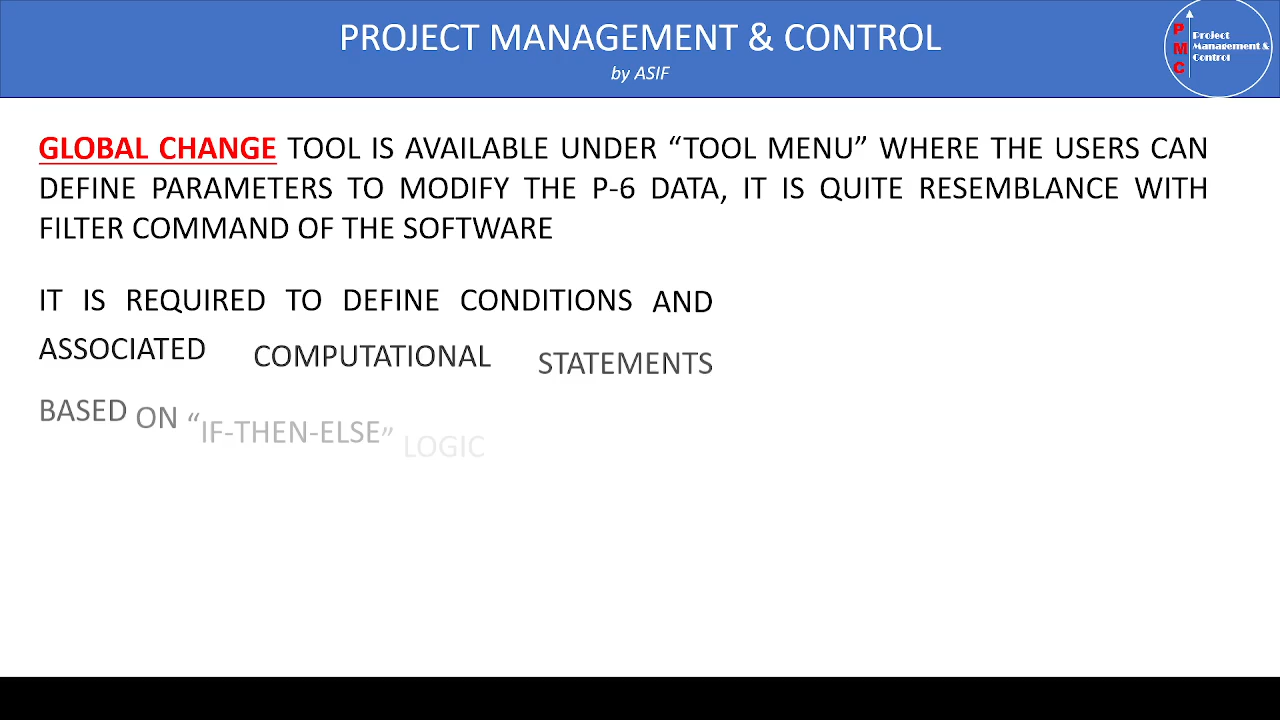 PROJECT MANAGEMENT & CONTROL
by ASIF
P Project
M Management &
C Control
GLOBAL CHANGE TOOL IS AVAILABLE UNDER “TOOL MENU” WHERE THE USERS CAN
DEFINE PARAMETERS TO MODIFY THE P-6 DATA, IT IS QUITE RESEMBLANCE WITH
FILTER COMMAND OF THE SOFTWARE
IT IS REQUIRED TO DEFINE CONDITIONS AND
ASSOCIATED COMPUTATIONAL STATEMENTS
BASED ON “IF-THEN-ELSE” LOGIC